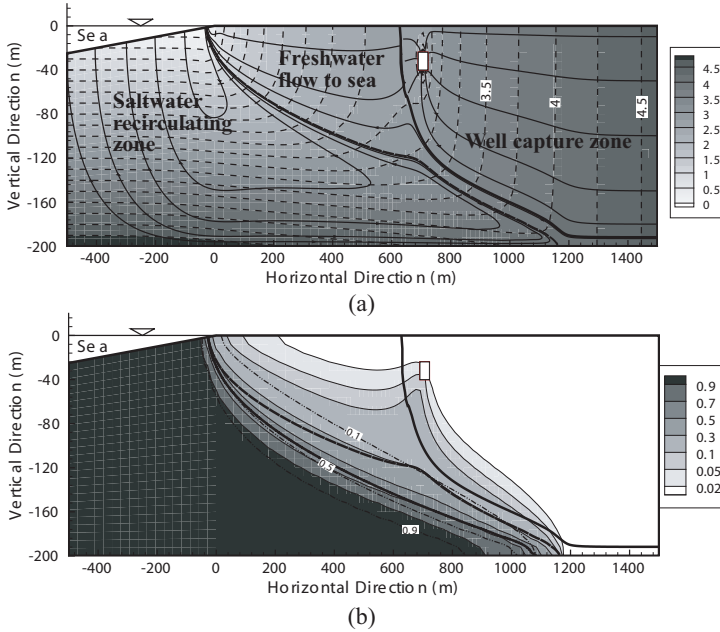 0
-40
-80
-120
-160
-200
Vertical Direction (m)
Sea
Freshwater
flow to sea
Saltwater
recirculating
zone
Well capture zone
3.5
4
4.5
4.5
4
3.5
3
2.5
2
1.5
1
0.5
0
-400 -200 0 200 400 600 800 1000 1200 1400
Horizontal Direction (m)
(a)
0
-40
-80
-120
-160
-200
Vertical Direction (m)
Sea
0.1
0.5
0.9
0.9
0.7
0.5
0.3
0.1
0.05
0.02
-400 -200 0 200 400 600 800 1000 1200 1400
Horizontal Direction (m)
(b)